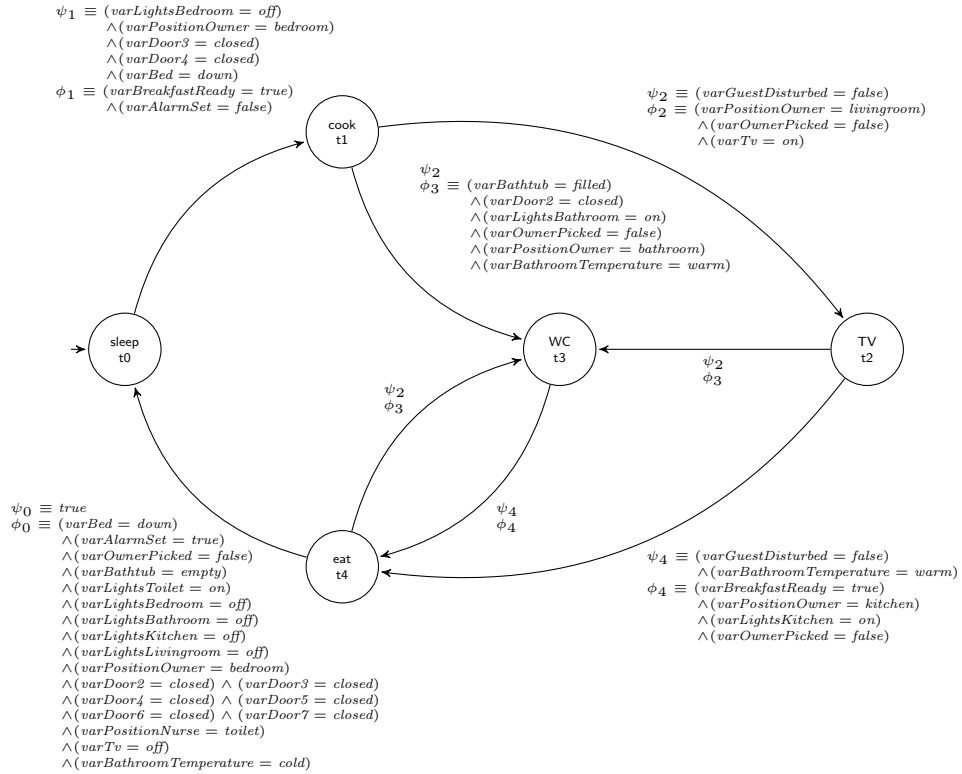 ψ1 ≡ (varLightsBedroom = off)
∧(varPositionOwner = bedroom)
∧(varDoor3 = closed)
∧(varDoor4 = closed)
∧(varBed = down)
ϕ1 ≡ (varBreakfastReady = true)
∧(varAlarmSet = false)
cook
t1
ψ2 ≡ (varGuestDisturbed = false)
ϕ2 ≡ (varPositionOwner = livingroom)
∧(varOwnerPicked = false)
∧(varTv = on)
ψ2
ϕ3 ≡ (varBathtub = filled)
∧(varDoor2 = closed)
∧(varLightsBathroom = on)
∧(varOwnerPicked = false)
∧(varPositionOwner = bathroom)
∧(varBathroomTemperature = warm)
sleep
t0
WC
t3
TV
t2
ψ2
ϕ3
ψ2
ϕ3
ψ4
ϕ4
ψ0 ≡ true
ϕ0 ≡ (varBed = down)
∧(varAlarmSet = true)
∧(varOwnerPicked = false)
∧(varBathtub = empty)
∧(varLightsToilet = on)
∧(varLightsBedroom = off)
∧(varLightsBathroom = off)
∧(varLightsKitchen = off)
∧(varLightsLivingroom = off)
∧(varPositionOwner = bedroom)
∧(varDoor2 = closed) ∧ (varDoor3 = closed)
∧(varDoor4 = closed) ∧ (varDoor5 = closed)
∧(varDoor6 = closed) ∧ (varDoor7 = closed)
∧(varPositionNurse = toilet)
∧(varTv = off)
∧(varBathroomTemperature = cold)
eat
t4
ψ4 ≡ (varGuestDisturbed = false)
∧(varBathroomTemperature = warm)
ϕ4 ≡ (varBreakfastReady = true)
∧(varPositionOwner = kitchen)
∧(varLightsKitchen = on)
∧(varOwnerPicked = false)